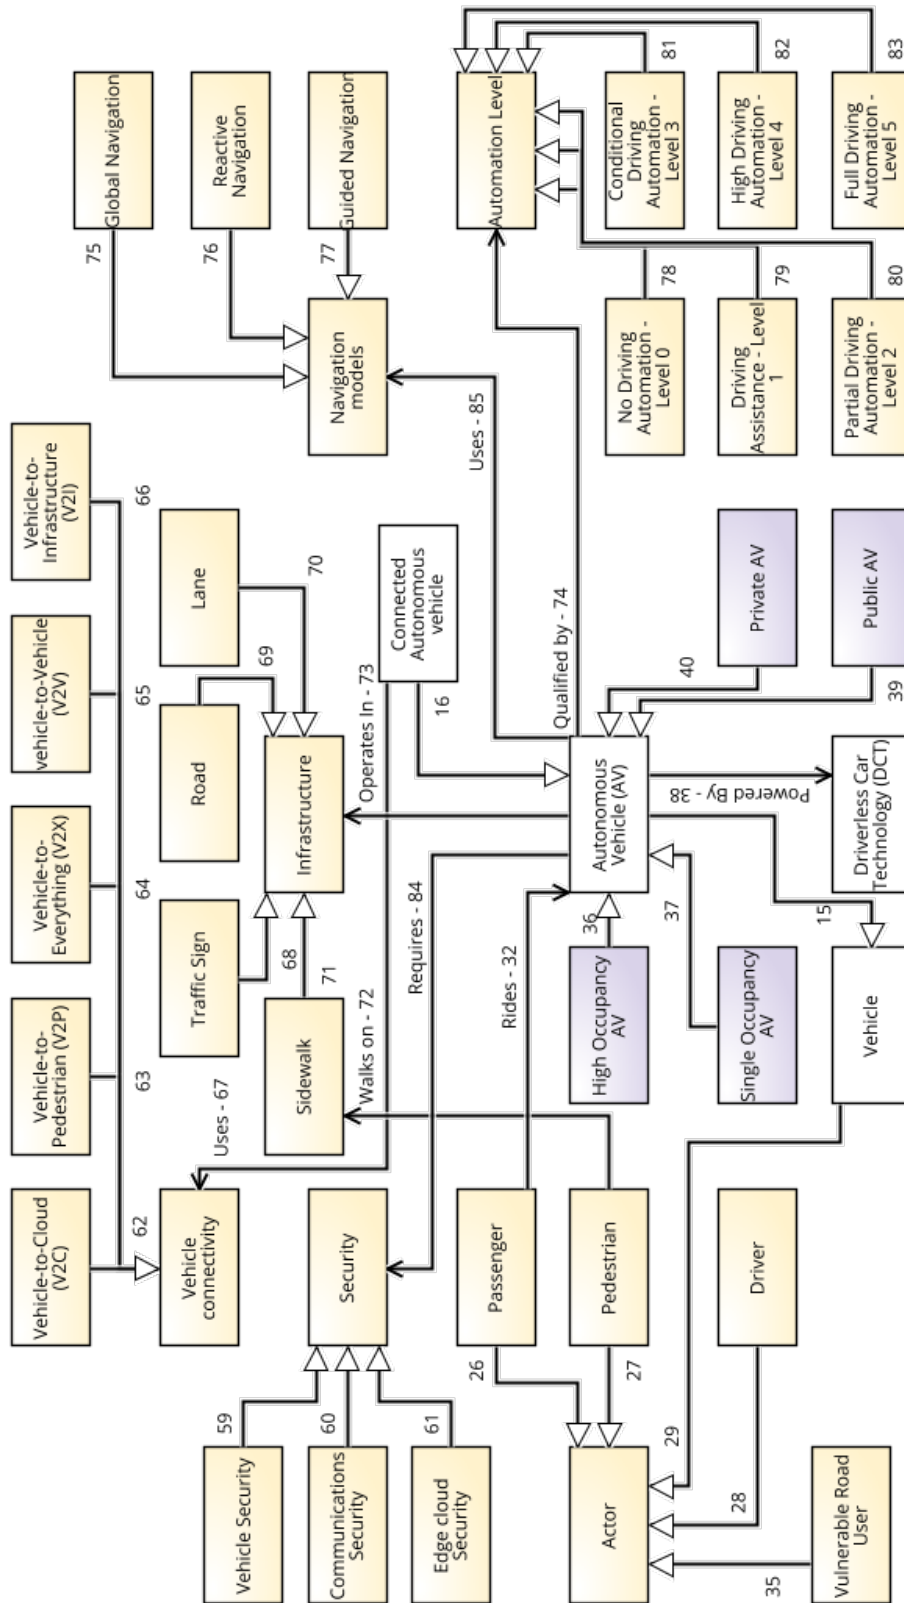 Vehicle-to-Cloud
(V2C)
Vehicle-to-
Pedestrian (V2P)
Vehicle-to-
Everything (V2X)
vehicle-to-Vehicle
(V2V)
Vehicle-to-
Infrastructure
(V2I)
62
63
64
65
66
Vehicle
connectivity
Uses - 67
Traffic Sign
68
Road
69
Lane
70
Sidewalk
71
Infrastructure
Walks on - 72
Operates In - 73
Global Navigation
75
Reactive
Navigation
76
Guided Navigation
77
Navigation
models
Vehicle Security
59
Communications
Security
60
Edge cloud
Security
61
Security
Requires - 84
Connected
Autonomous
vehicle
16
Uses - 85
Qualified by - 74
Automation Level
Passenger
26
Rides - 32
Pedestrian
27
Actor
29
28
35
Driver
Vulnerable Road
User
High Occupancy
AV
36
Single Occupancy
AV
37
Autonomous
Vehicle (AV)
Powered By - 38
15
Vehicle
Driverless Car
Technology (DCT)
Private AV
40
Public AV
39
No Driving
Automation -
Level 0
78
Driving
Assistance - Level
1
79
Partial Driving
Automation -
Level 2
80
Conditional
Driving
Automation -
Level 3
81
High Driving
Automation -
Level 4
82
Full Driving
Automation -
Level 5
83